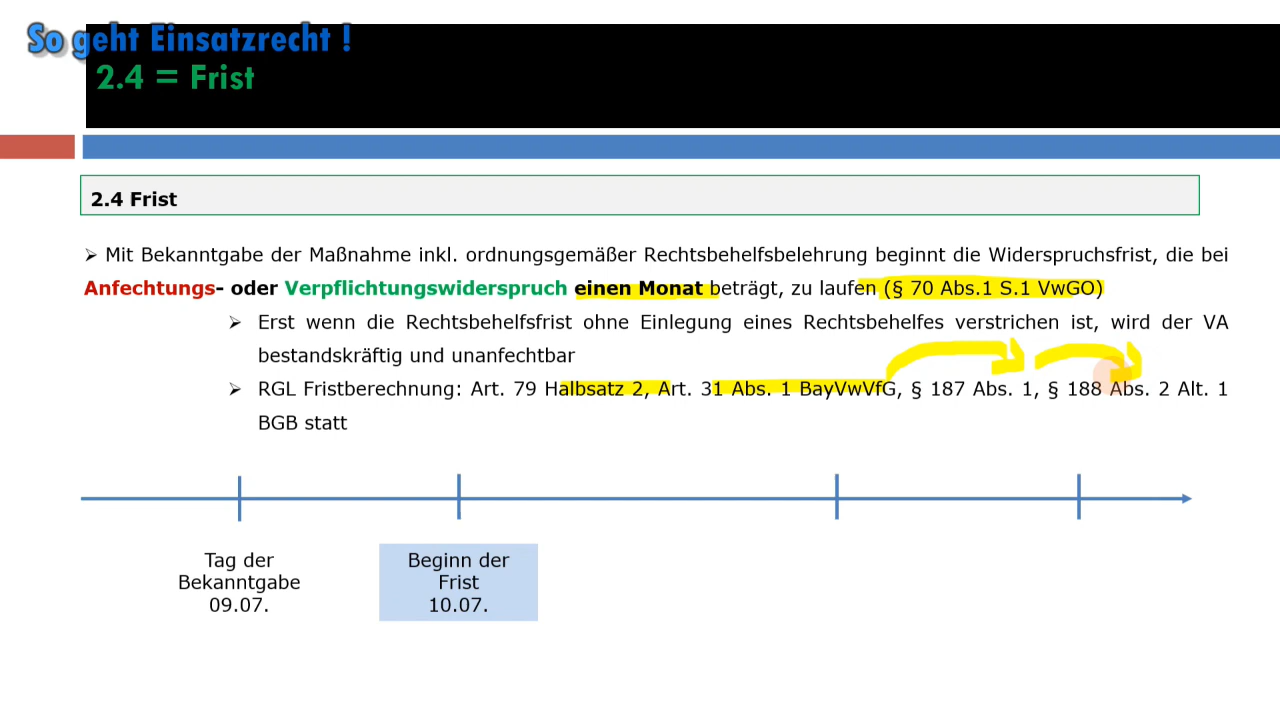 So geht Einsatzrecht !
2.4 = Frist
2.4 Frist
➢ Mit Bekanntgabe der Maßnahme inkl. ordnungsgemäßer Rechtsbehelfsbelehrung beginnt die Widerspruchsfrist, die bei
Anfechtungs- oder Verpflichtungswiderspruch einen Monat beträgt, zu laufen (§ 70 Abs.1 S.1 VwGO)
➢ Erst wenn die Rechtsbehelfsfrist ohne Einlegung eines Rechtsbehelfes verstrichen ist, wird der VA
bestandskräftig und unanfechtbar
➢ RGL Fristberechnung: Art. 79 Halbsatz 2, Art. 31 Abs. 1 BayVwVfG, § 187 Abs. 1, § 188 Abs. 2 Alt. 1
BGB statt
Tag der
Bekanntgabe
09.07.
Beginn der
Frist
10.07.